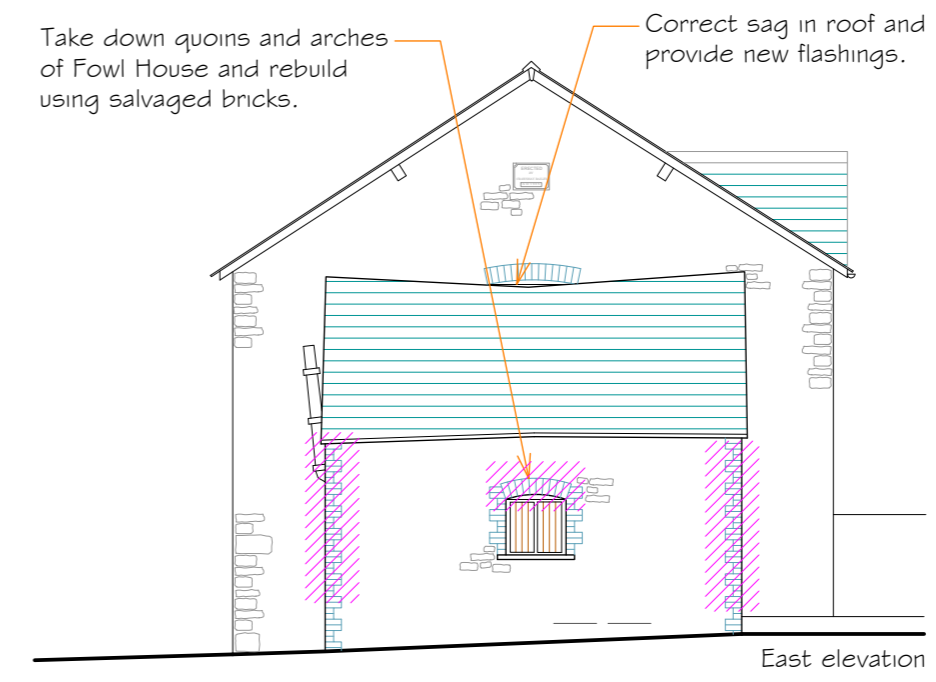 Take down quoins and arches
of Fowl House and rebuild
using salvaged bricks.
Correct sag in roof and
provide new flashings.
East elevation